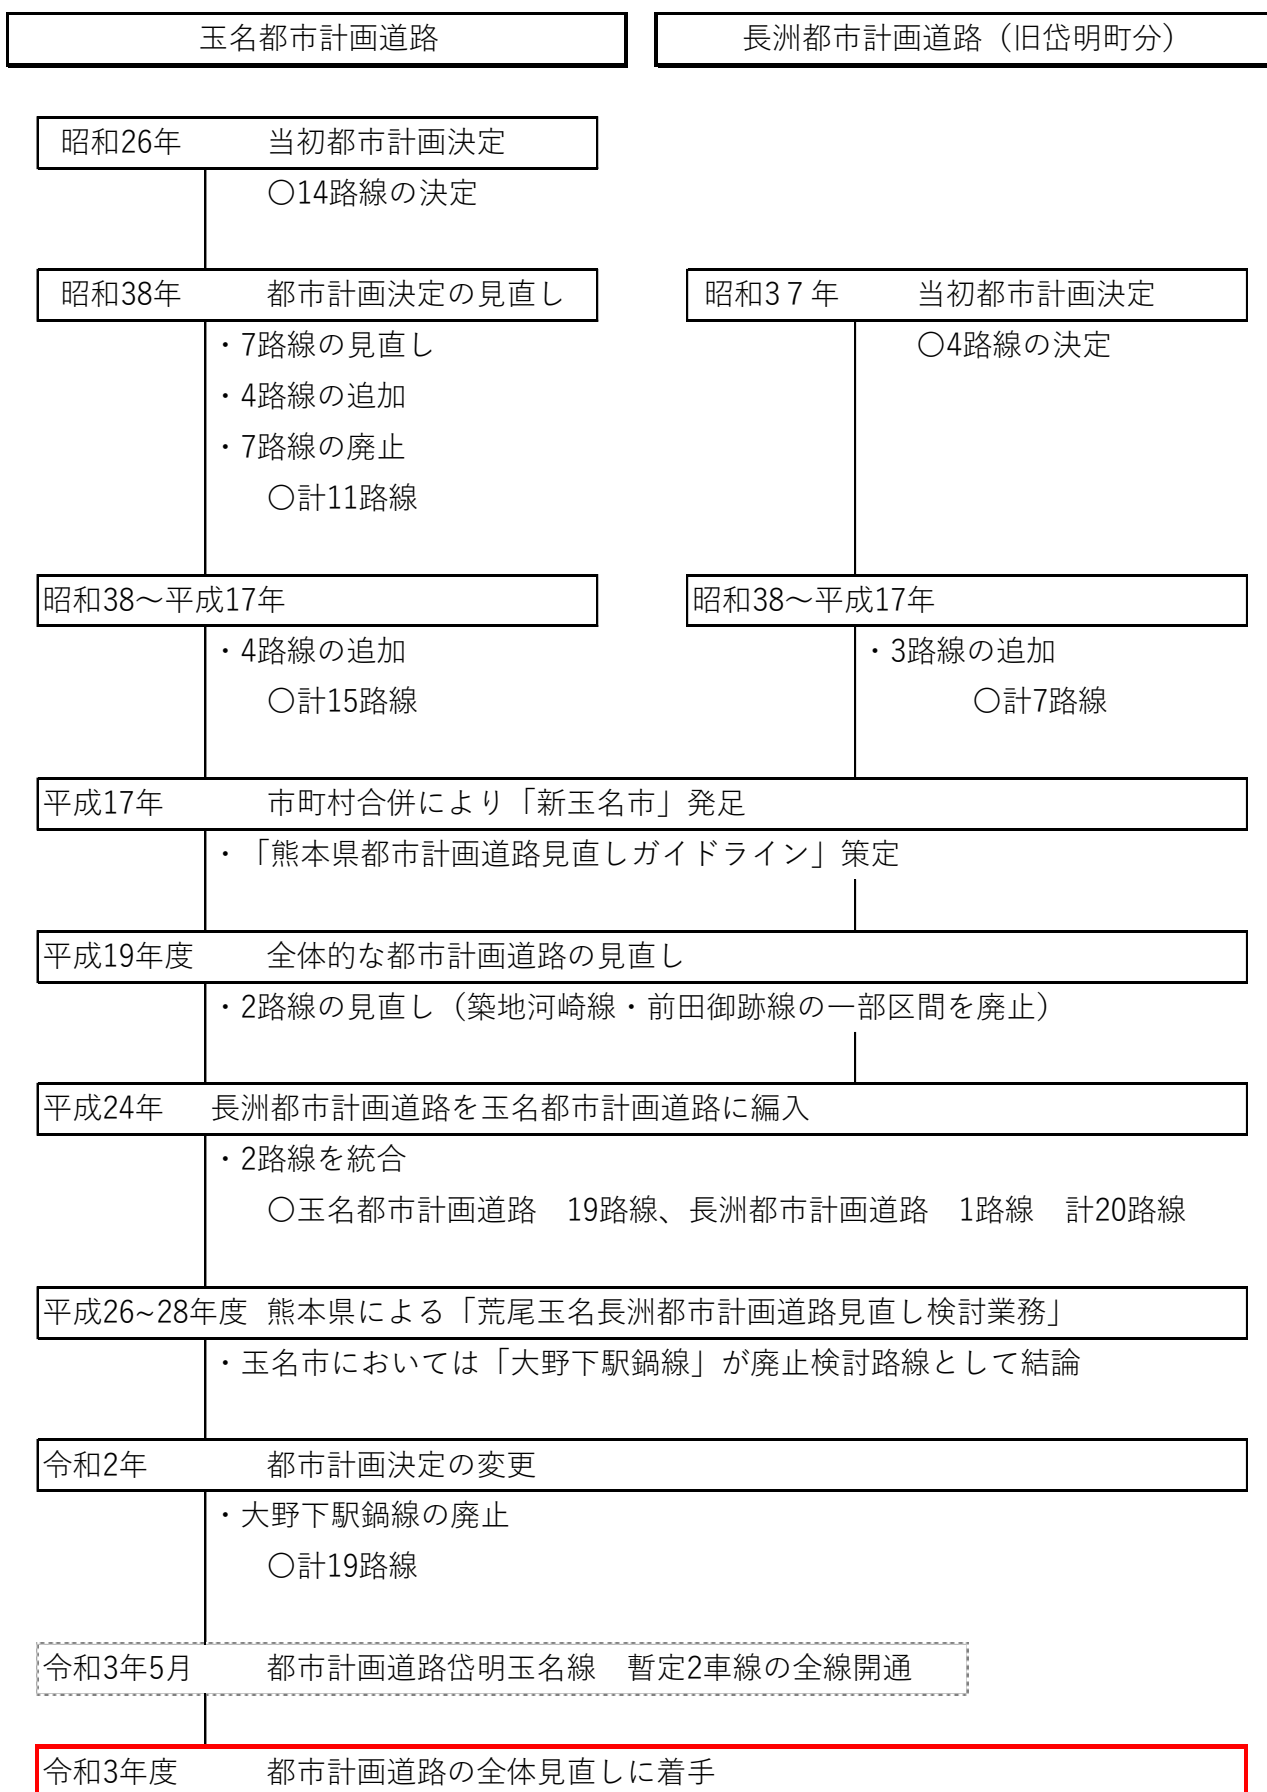 玉名都市計画道路
長洲都市計画道路（旧岱明町分）
昭和26年　当初都市計画決定
〇14路線の決定
昭和38年　都市計画決定の見直し
昭和３７年　当初都市計画決定
・7路線の見直し
〇4路線の決定
・4路線の追加
・7路線の廃止
〇計11路線
昭和38～平成17年
昭和38～平成17年
・4路線の追加
・3路線の追加
〇計15路線
〇計7路線
平成17年　市町村合併により「新玉名市」発足
・「熊本県都市計画道路見直しガイドライン」策定
平成19年度　全体的な都市計画道路の見直し
・2路線の見直し（築地河崎線・前田御跡線の一部区間を廃止）
平成24年　長洲都市計画道路を玉名都市計画道路に編入
・2路線を統合
〇玉名都市計画道路　19路線、長洲都市計画道路　1路線　計20路線
平成26~28年度 熊本県による「荒尾玉名長洲都市計画道路見直し検討業務」
・玉名市においては「大野下駅鍋線」が廃止検討路線として結論
令和2年　都市計画決定の変更
・大野下駅鍋線の廃止
〇計19路線
令和3年5月　都市計画道路岱明玉名線　暫定2車線の全線開通
令和3年度　都市計画道路の全体見直しに着手